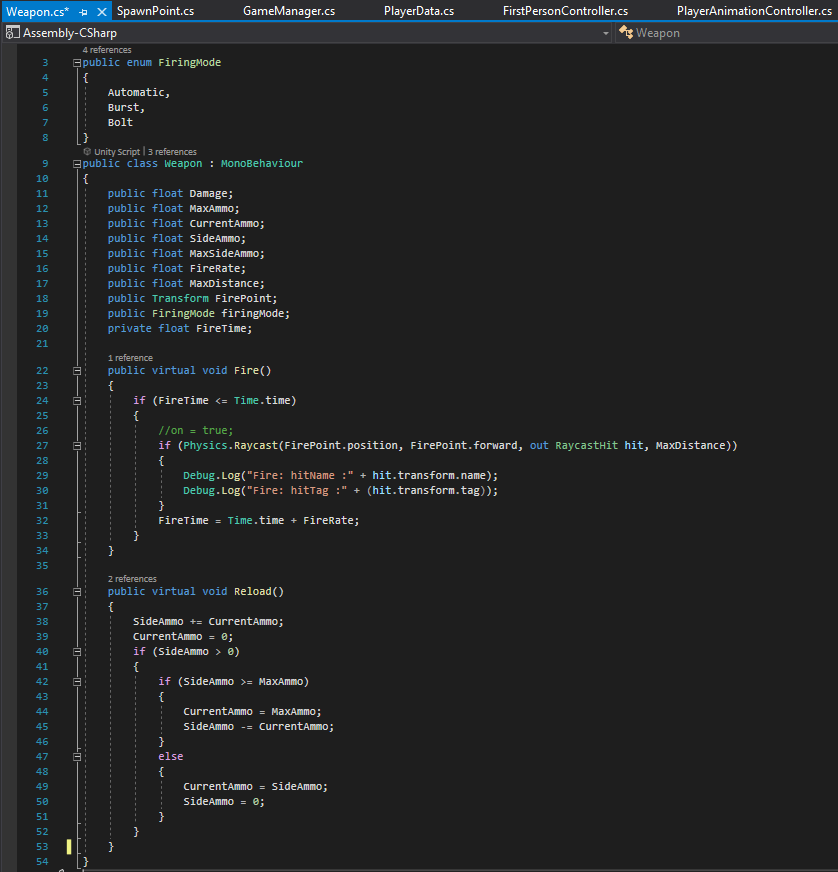 Weapon.cs* SpawnPoint.cs GameManager.cs PlayerData.cs FirstPersonController.cs PlayerAnimationController.cs
Assembly-CSharp Weapon
4 references
3 public enum FiringMode
4 {
5 Automatic,
6 Burst,
7 Bolt
8 }
Unity Script | 3 references
9 public class Weapon : MonoBehaviour
10 {
11 public float Damage;
12 public float MaxAmmo;
13 public float CurrentAmmo;
14 public float SideAmmo;
15 public float MaxSideAmmo;
16 public float FireRate;
17 public float MaxDistance;
18 public Transform FirePoint;
19 public FiringMode firingMode;
20 private float FireTime;
21
1 reference
22 public virtual void Fire()
23 {
24 if (FireTime <= Time.time)
25 {
26 //on = true;
27 if (Physics.Raycast(FirePoint.position, FirePoint.forward, out RaycastHit hit, MaxDistance))
28 {
29 Debug.Log("Fire: hitName :" + hit.transform.name);
30 Debug.Log("Fire: hitTag :" + (hit.transform.tag));
31 }
32 FireTime = Time.time + FireRate;
33 }
34 }
35
2 references
36 public virtual void Reload()
37 {
38 SideAmmo += CurrentAmmo;
39 CurrentAmmo = 0;
40 if (SideAmmo > 0)
41 {
42 if (SideAmmo >= MaxAmmo)
43 {
44 CurrentAmmo = MaxAmmo;
45 SideAmmo -= CurrentAmmo;
46 }
47 else
48 {
49 CurrentAmmo = SideAmmo;
50 SideAmmo = 0;
51 }
52 }
53 }
54 }